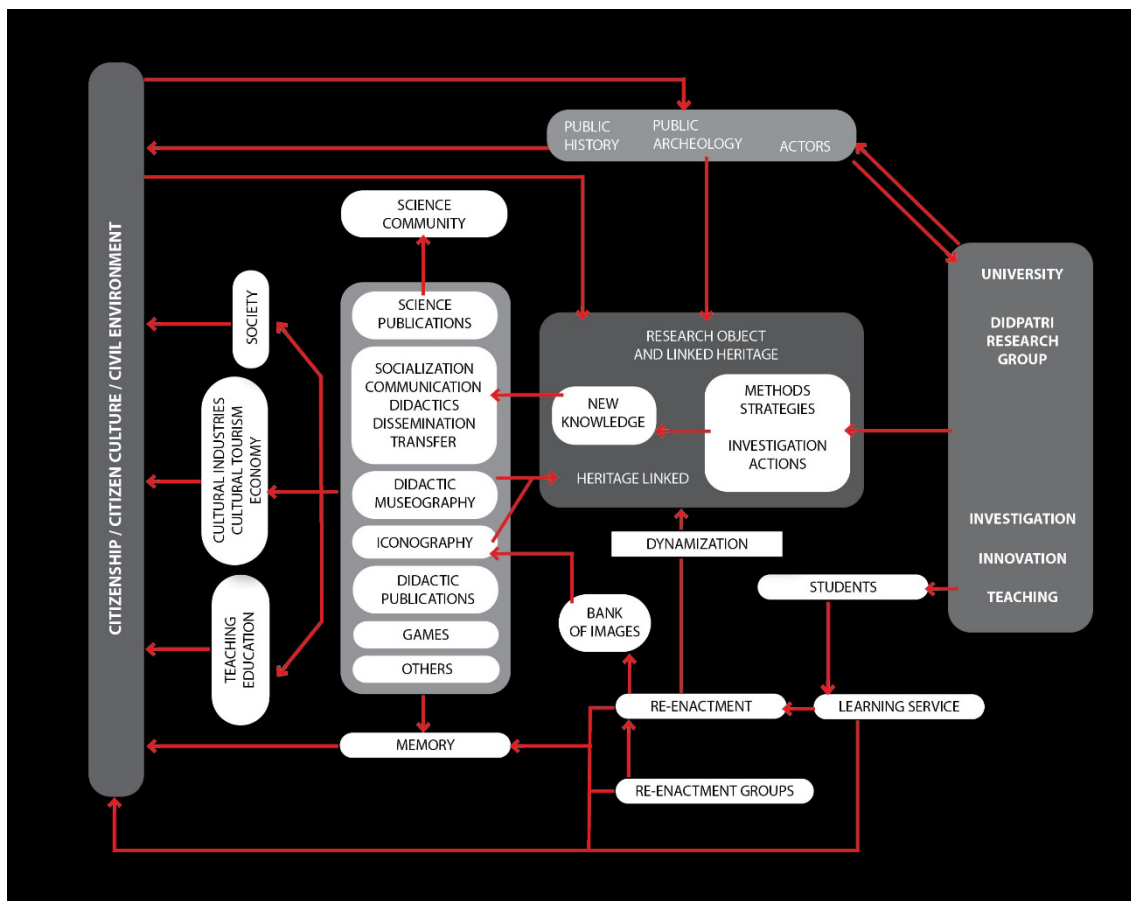 CITIZENSHIP / CITIZEN CULTURE / CIVIL ENVIRONMENT
PUBLIC
HISTORY
PUBLIC
ARCHEOLOGY
ACTORS
SCIENCE
COMMUNITY
SOCIETY
CULTURAL INDUSTRIES
CULTURAL TOURISM
ECONOMY
TEACHING
EDUCATION
SCIENCE
PUBLICATIONS
SOCIALIZATION
COMMUNICATION
DIDACTICS
DISSEMINATION
TRANSFER
DIDACTIC
MUSEOGRAPHY
ICONOGRAPHY
DIDACTIC
PUBLICATIONS
GAMES
OTHERS
MEMORY
RESEARCH OBJECT
AND LINKED HERITAGE
NEW
KNOWLEDGE
METHODS
STRATEGIES
INVESTIGATION
ACTIONS
HERITAGE LINKED
DYNAMIZATION
BANK
OF IMAGES
STUDENTS
RE-ENACTMENT
LEARNING SERVICE
RE-ENACTMENT GROUPS
UNIVERSITY
DIDPATRI
RESEARCH
GROUP
INVESTIGATION
INNOVATION
TEACHING